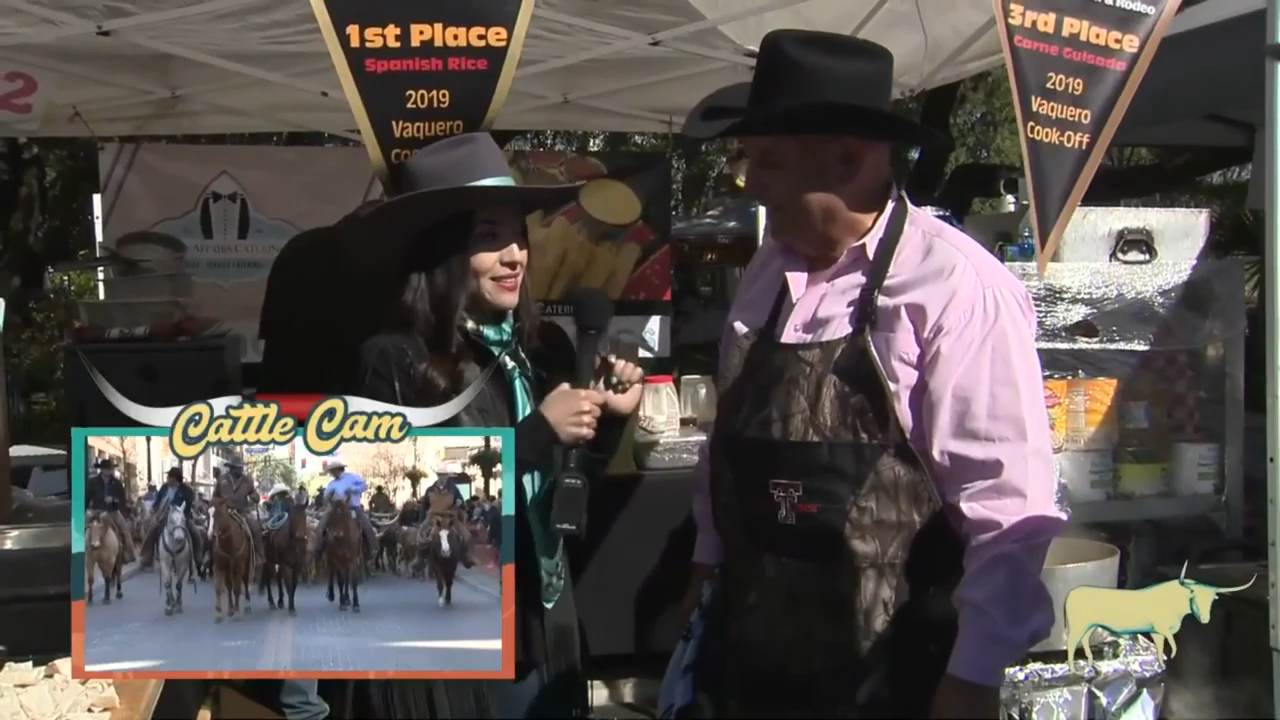 & Rodeo
1st Place
Spanish Rice
2019
Vaquero
3rd Place
Carne Guisada
2019
Vaquero
Cook-Off
2
Cattle Cam